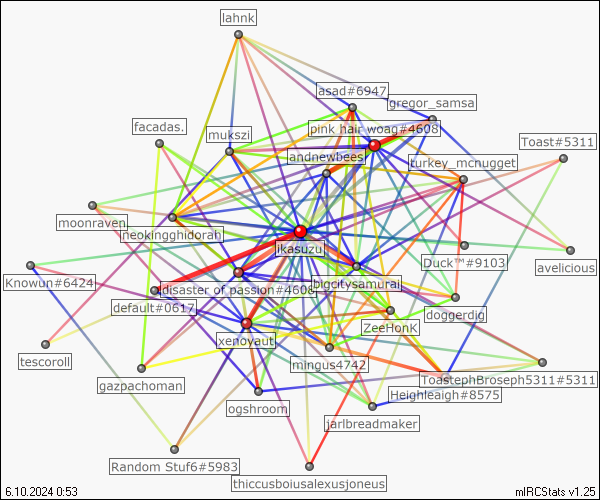 lahnk
asad#6947
gregor_samsa
facadas.
mukszi
pink hair woag#4608
Toast#5311
andnewbees
turkey_mcnugget
moonraven
neokingghidorah
ikasuzu
Duck™#9103
avelicious
Knowun#6424
disaster of passion#4608
bigcitysamurai
default#0617
doggerdig
xenovaut
ZeeHonk
tescoroll
gazpachoman
mingus4742
ToastephBroseph5311#5311
Heighleaigh#8575
ogshroom
jarlbreadmaker
Random Stuf6#5983
thiccusboiusalexusjoneus
6.10.2024 0:53
mIRCStats v1.25